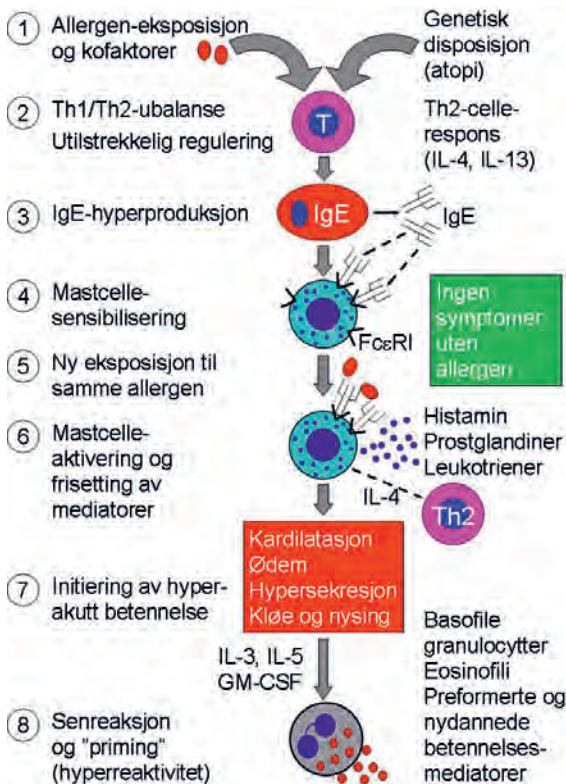 1 Allergen-eksposisjon
og kofaktorer
Genetisk
disposisjon
(atopi)
2 Th1/Th2-ubalanse
Utilstrekkelig regulering
T
Th2-celle-
respons
(IL-4, IL-13)
3 IgE-hyperproduksjon
IgE
IgE
4 Mastcelle-
sensibilisering
FcεRI
Ingen
symptomer
uten
allergen
5 Ny eksposisjon til
samme allergen
6 Mastcelle-
aktivering og
frisetting av
mediatorer
Histamin
Prostglandiner
Leukotriener
IL-4
Th2
7 Initiering av hyper-
akutt betennelse
Kardilatasjon
Ødem
Hypersekresjon
Kløe og nysing
IL-3, IL-5
GM-CSF
8 Senreaksjon
og "priming"
(hyperreaktivitet)
Basofile
granulocytter
Eosinofili
Preformerte og
nydannede
betennelses-
mediatorer